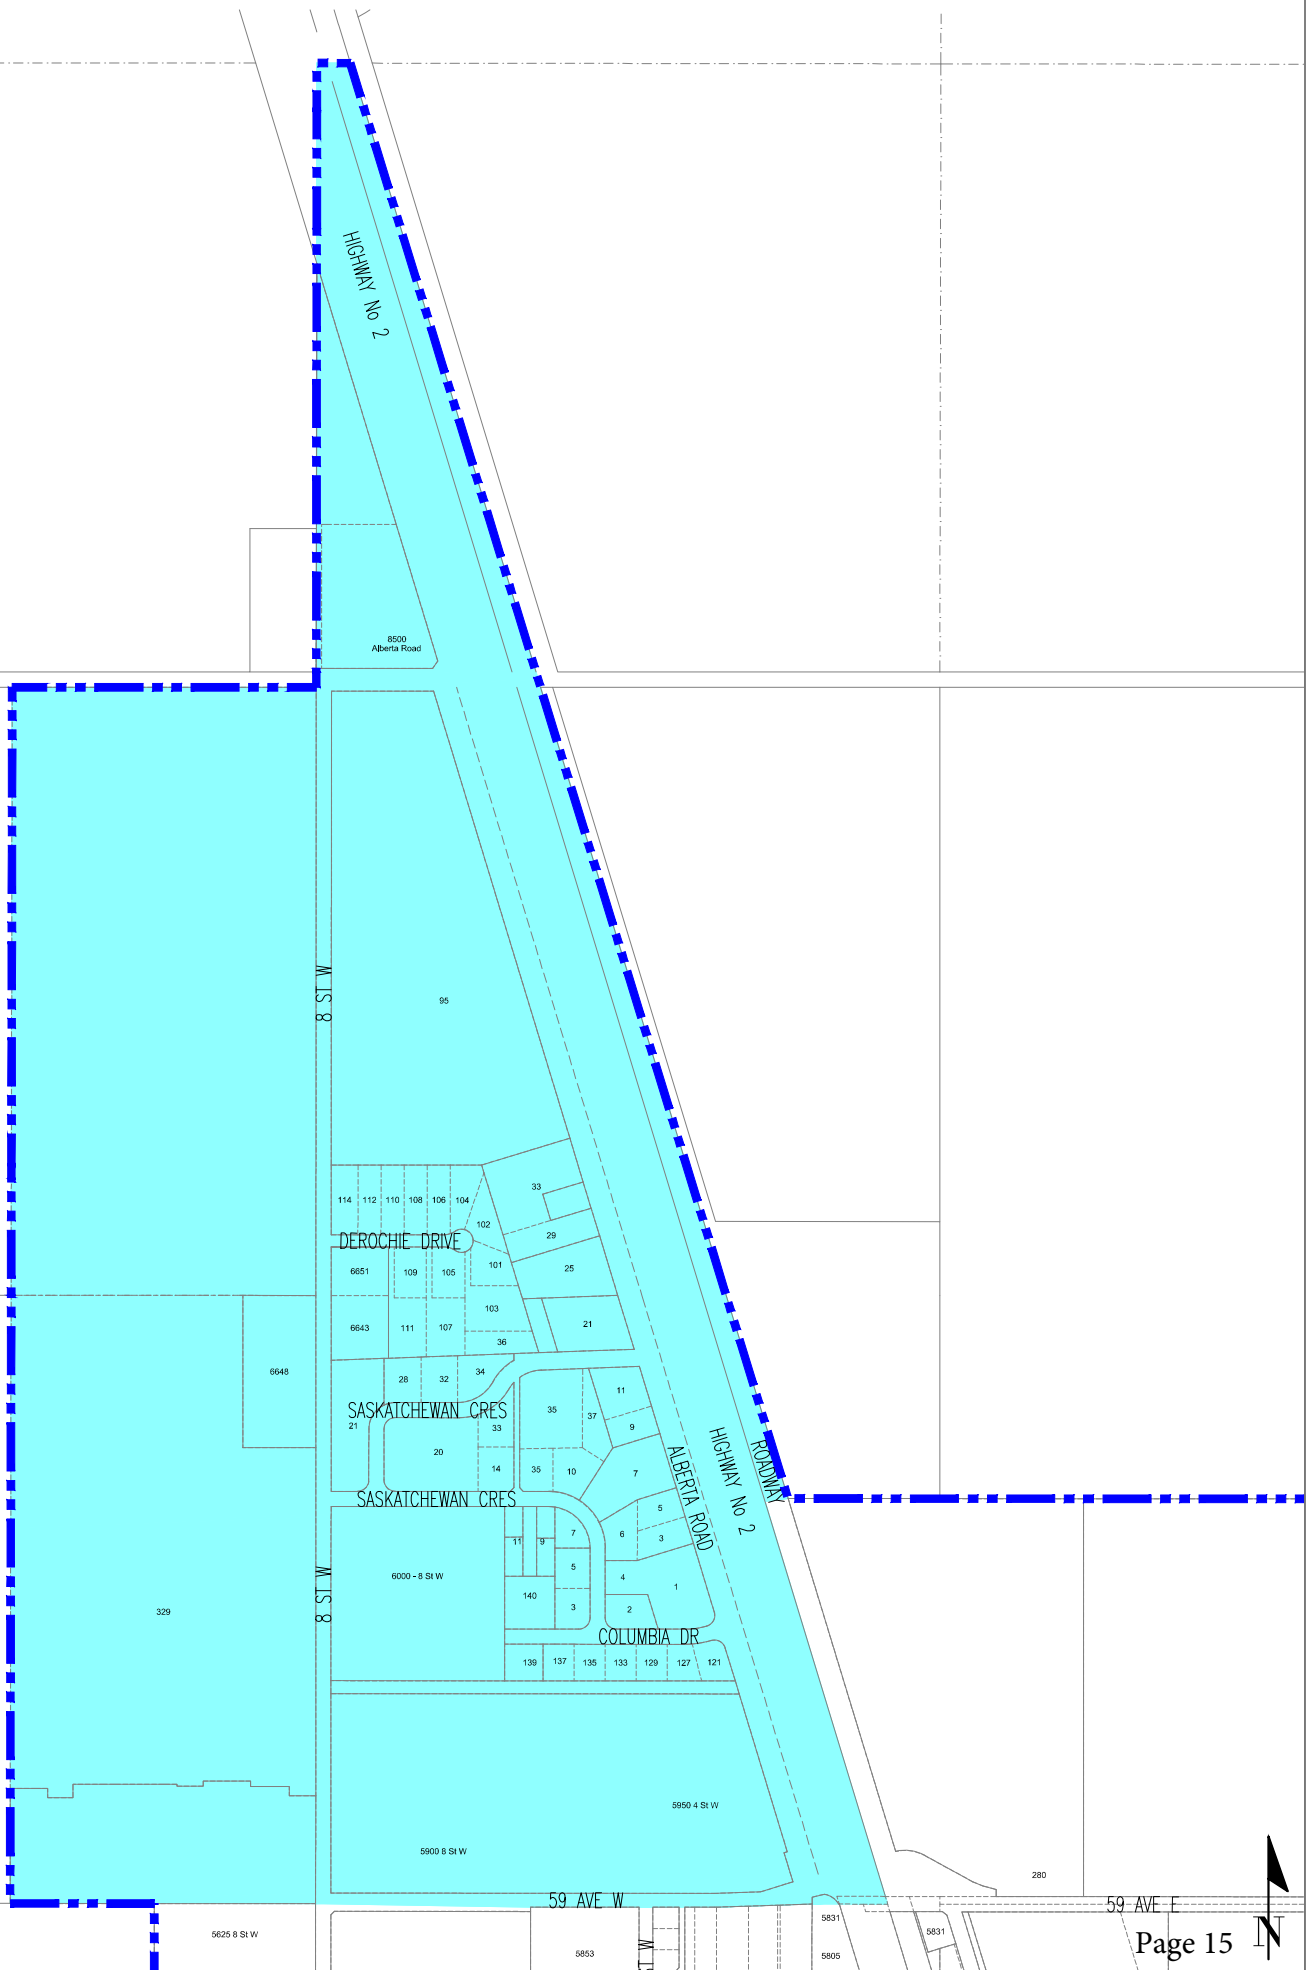 HIGHWAY No 2
8500
Alberta Road
8 ST W
95
33
114 112 110 108 106 104
102
29
DEROCHIE DRIVE
101
25
6651 109 105
103
21
6643 111 107
36
6648
28 32 34
11
35 37
SASKATCHEWAN CRES
21
33
9
20
14 35 10 7
ALBERTA ROAD
HIGHWAY No 2
ROADWAY
SASKATCHEWAN CRES
5
11 9 7 6 3
8 ST W
6000 - 8 St W
5 4 1
140
3 2
329
COLUMBIA DR
139 137 135 133 129 127 121
5950 4 St W
5900 8 St W
280
59 AVE W
59 AVE E
5831
5831
5625 8 St W
5853
5805
Page 15
N